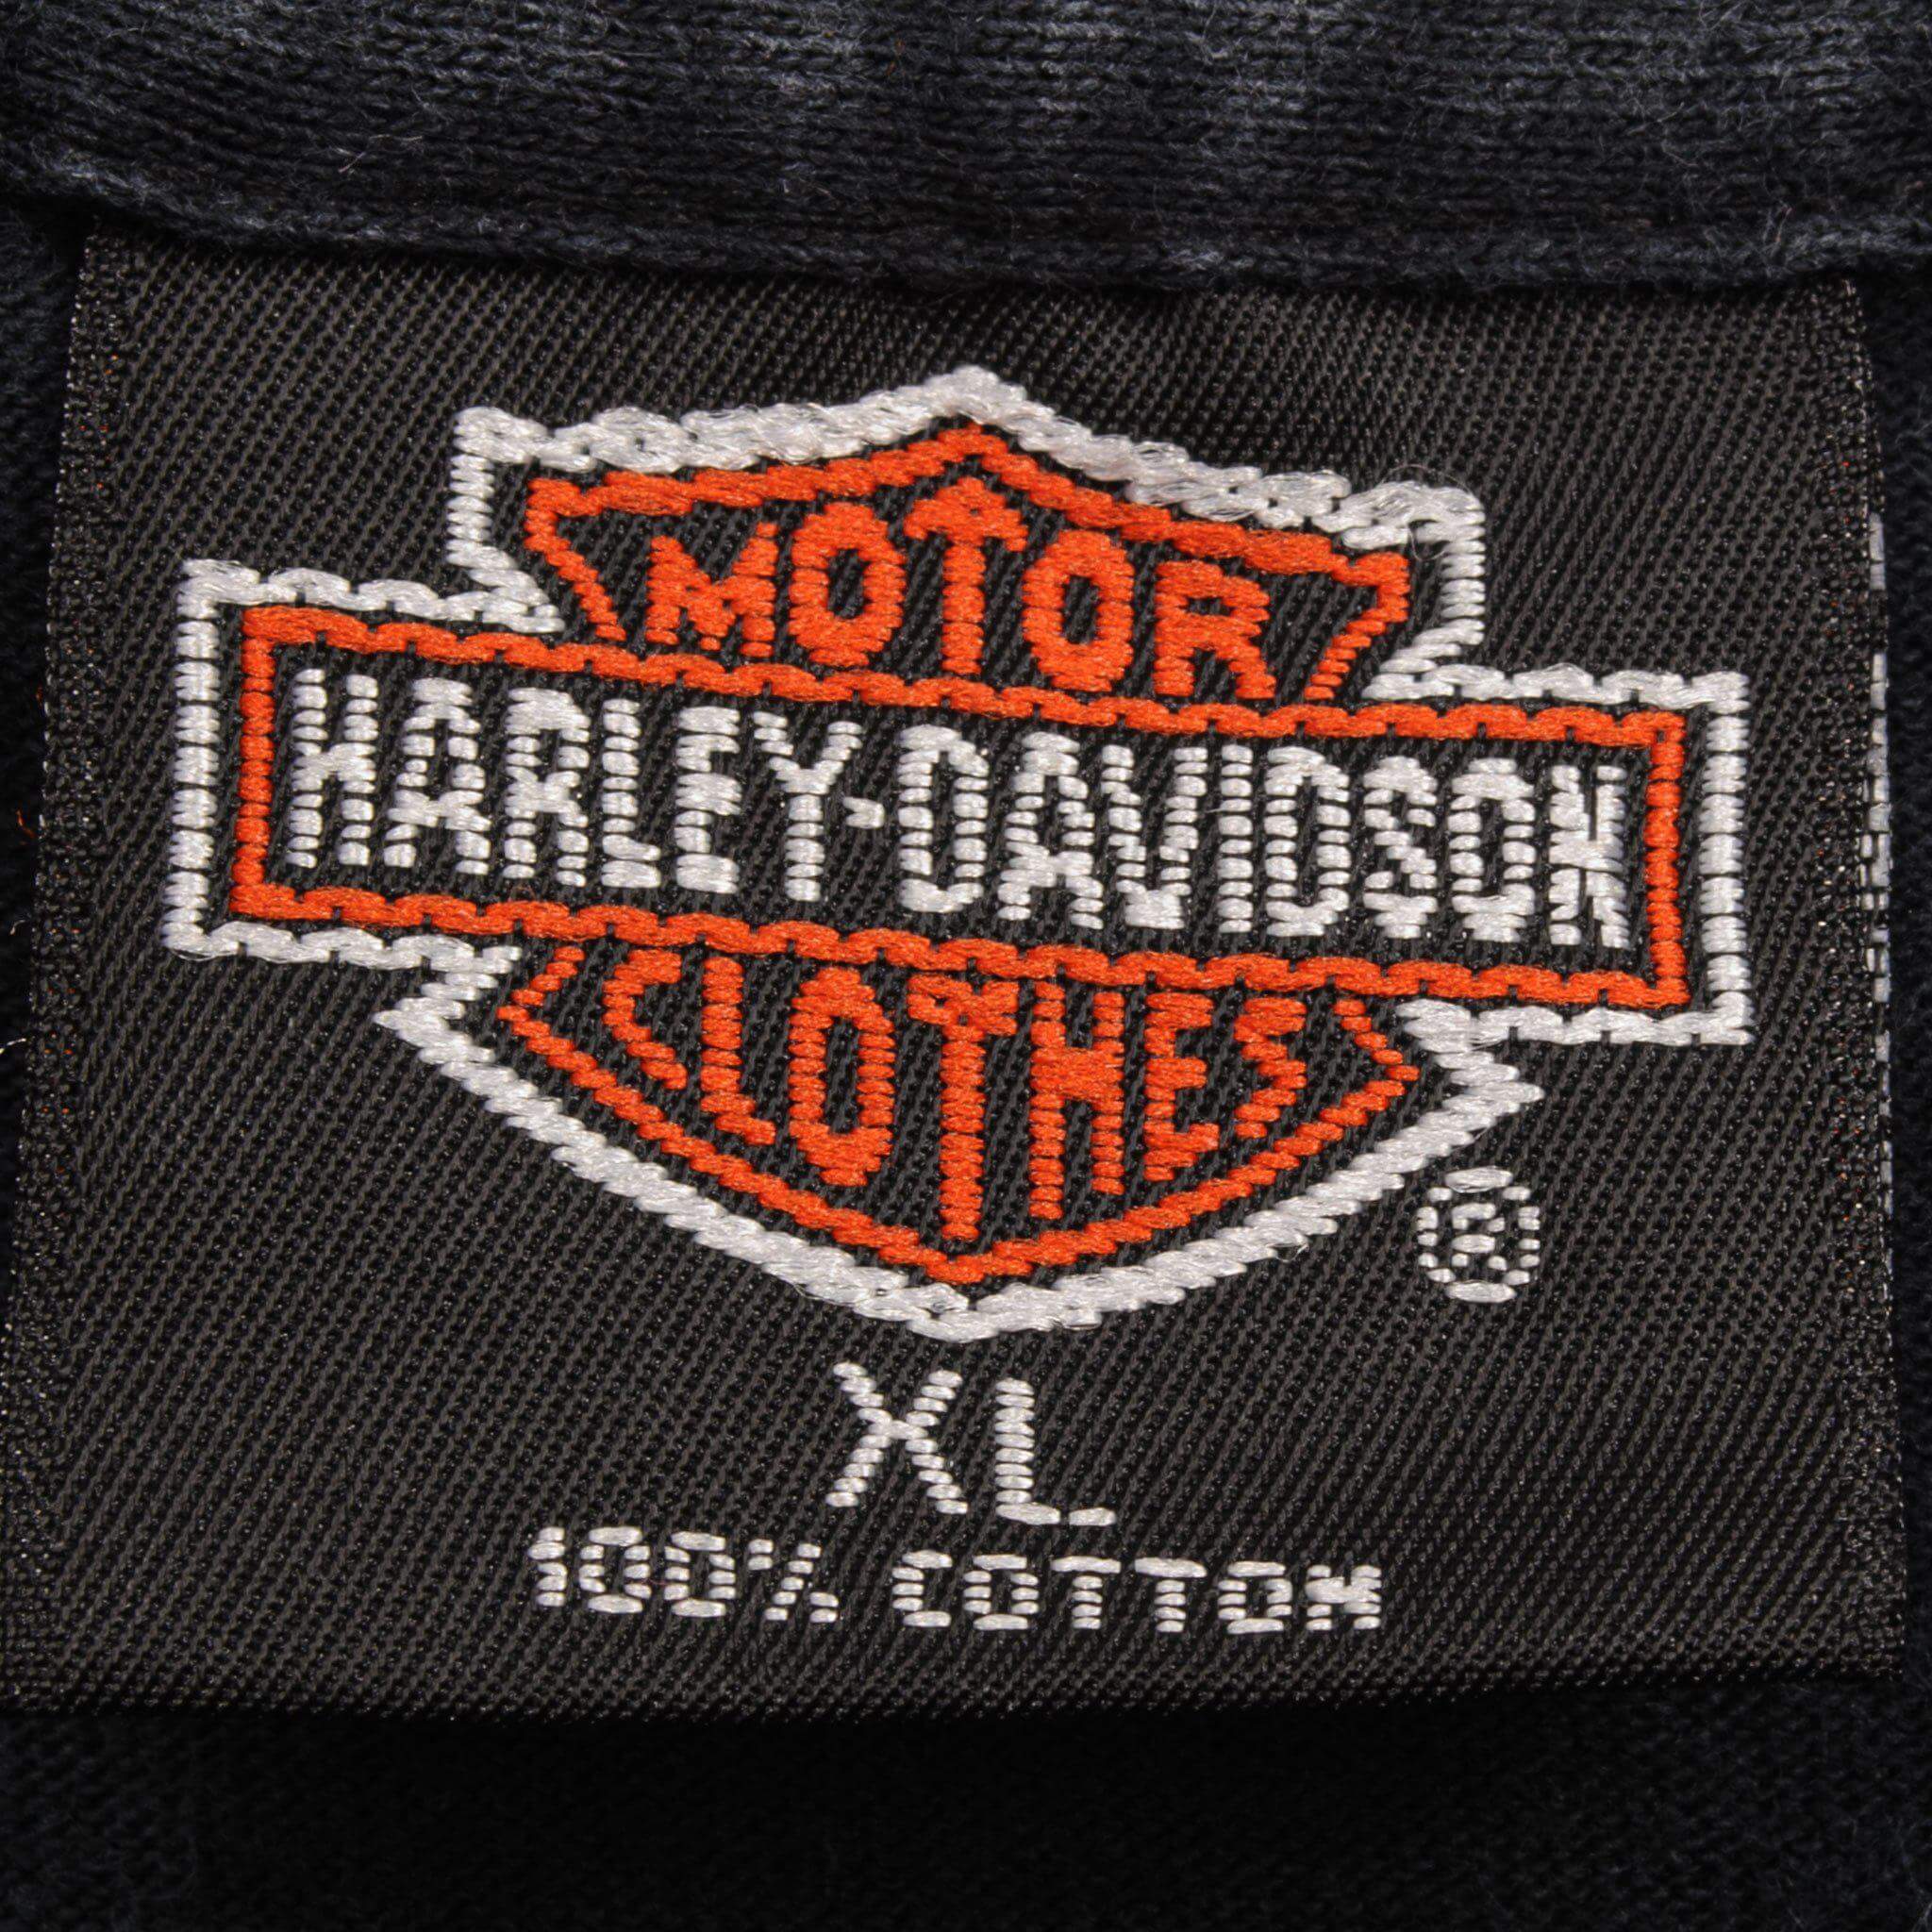 MOTOR
HARLEY-DAVIDSON
CLOTHES
®
XL
100% COTTON